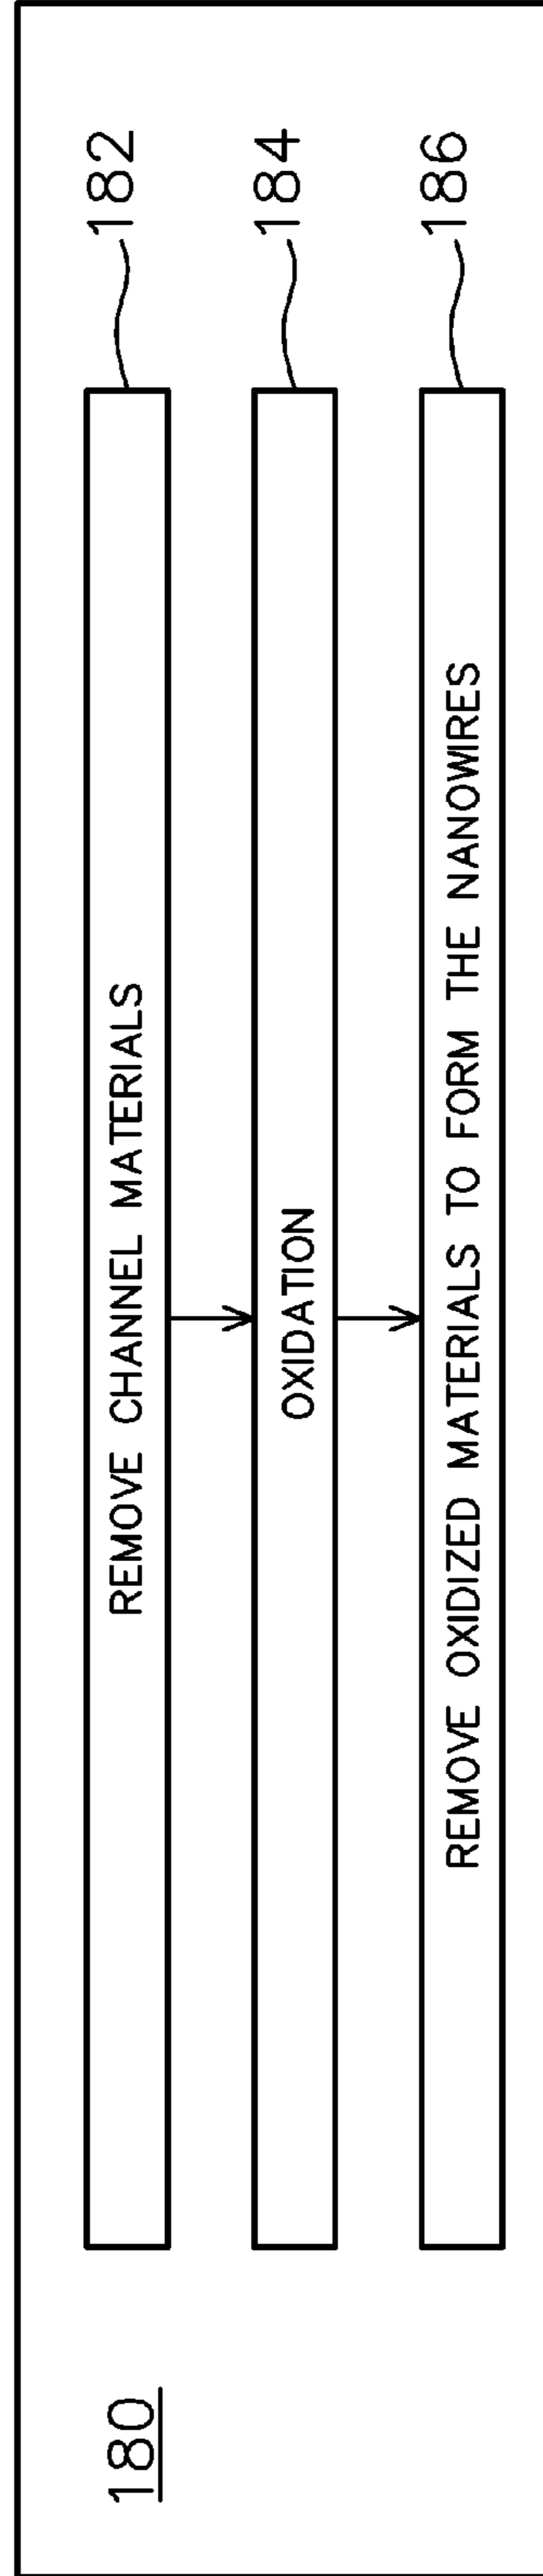 180
REMOVE CHANNEL MATERIALS
182
OXIDATION
184
REMOVE OXIDIZED MATERIALS TO FORM THE NANOWIRES
186